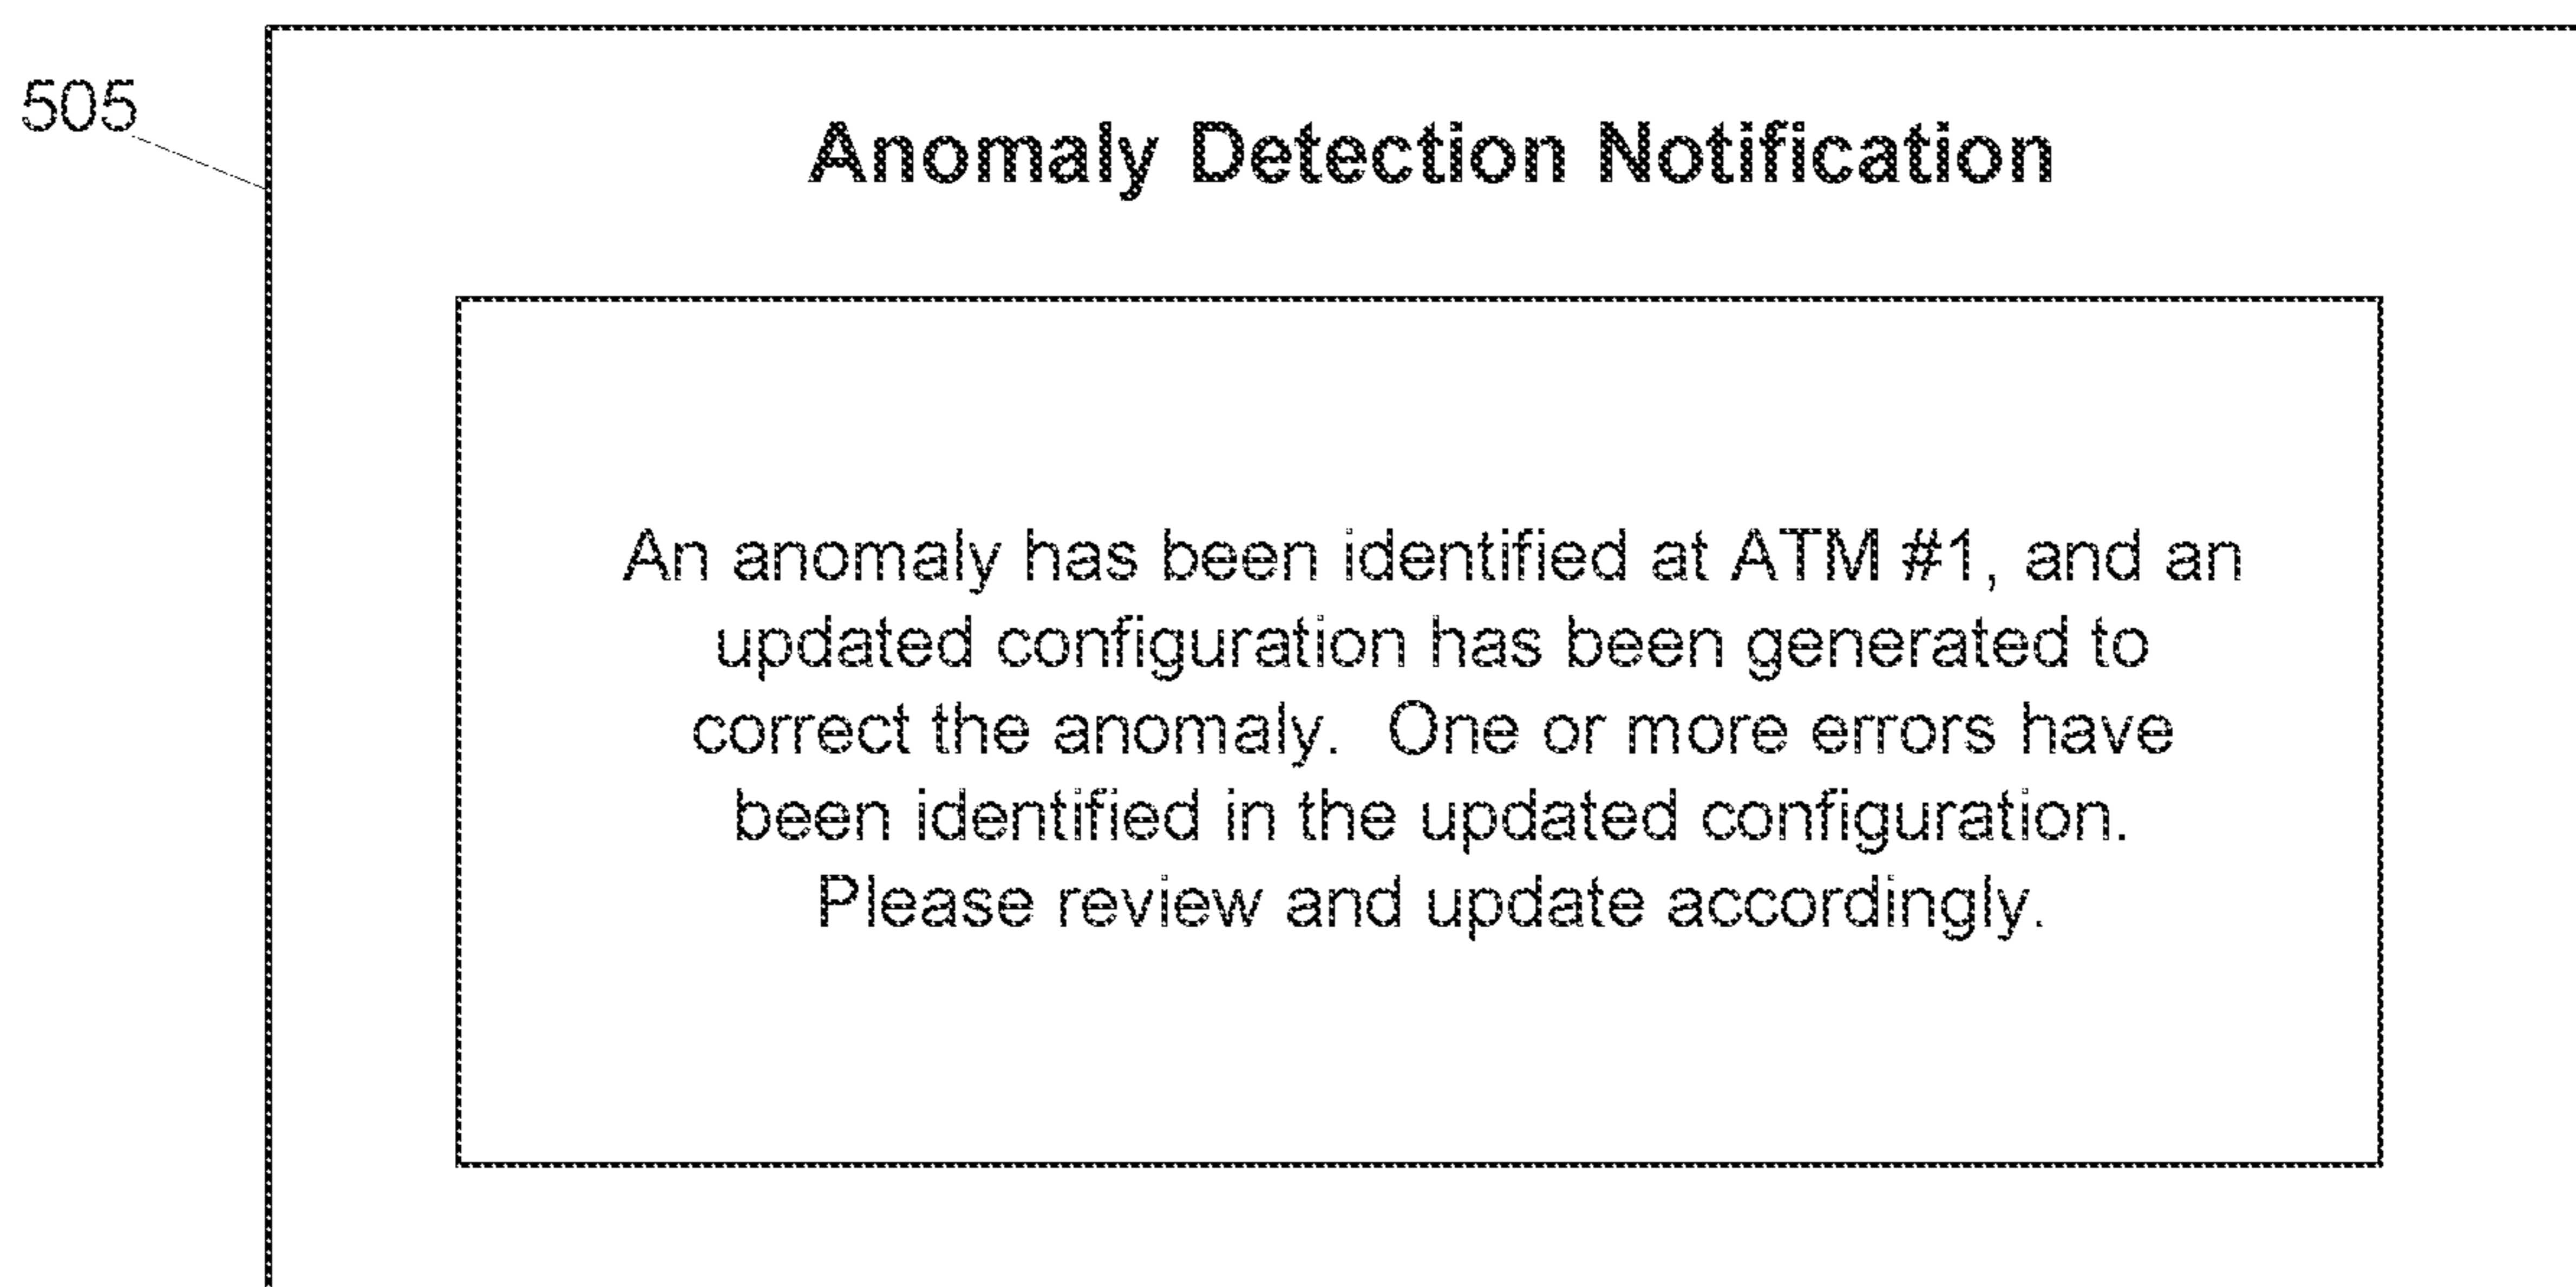 505
Anomaly Detection Notification
An anomaly has been identified at ATM #1, and an
updated configuration has been generated to
correct the anomaly.  One or more errors have
been identified in the updated configuration.
Please review and update accordingly.